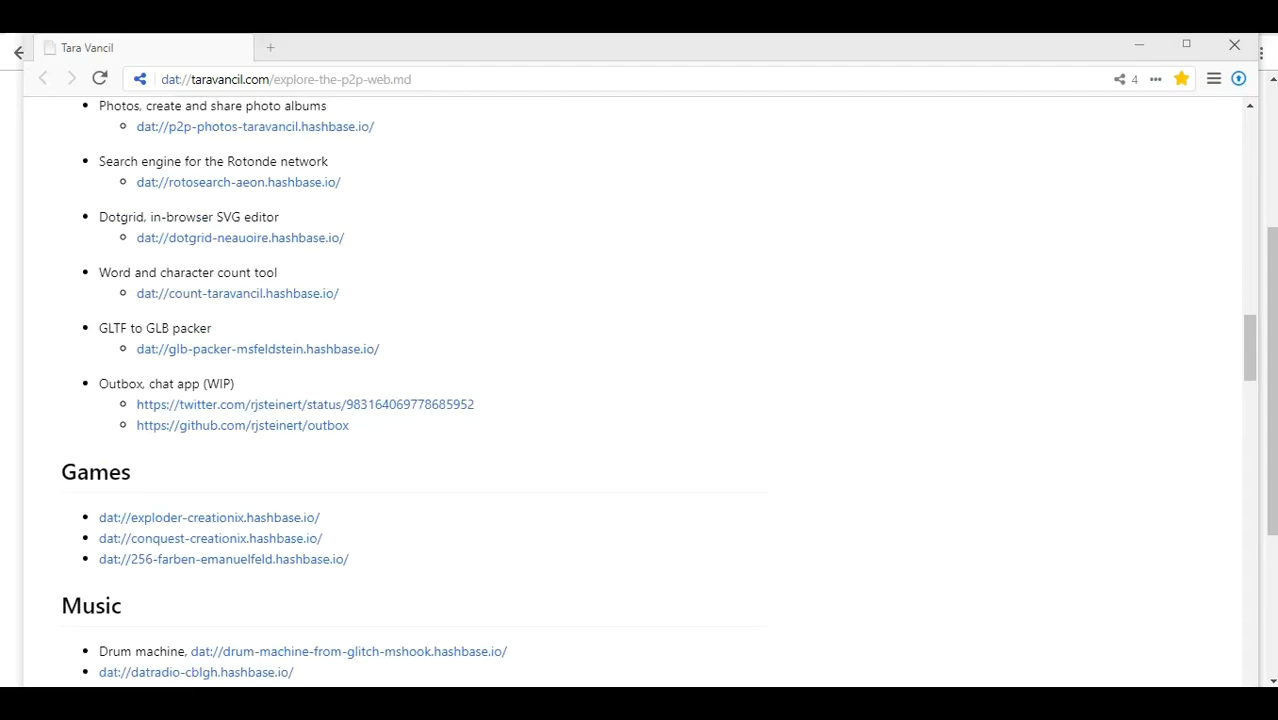 Tara Vancil
dat://taravancil.com/explore-the-p2p-web.md
4
Photos, create and share photo albums
dat://p2p-photos-taravancil.hashbase.io/
Search engine for the Rotonde network
dat://rotosearch-aeon.hashbase.io/
Dotgrid, in-browser SVG editor
dat://dotgrid-neauoire.hashbase.io/
Word and character count tool
dat://count-taravancil.hashbase.io/
GLTF to GLB packer
dat://glb-packer-msfeldstein.hashbase.io/
Outbox, chat app (WIP)
https://twitter.com/rjsteinert/status/983164069778685952
https://github.com/rjsteinert/outbox
Games
dat://exploder-creationix.hashbase.io/
dat://conquest-creationix.hashbase.io/
dat://256-farben-emanuelfeld.hashbase.io/
Music
Drum machine, dat://drum-machine-from-glitch-mshook.hashbase.io/
dat://datradio-cblgh.hashbase.io/